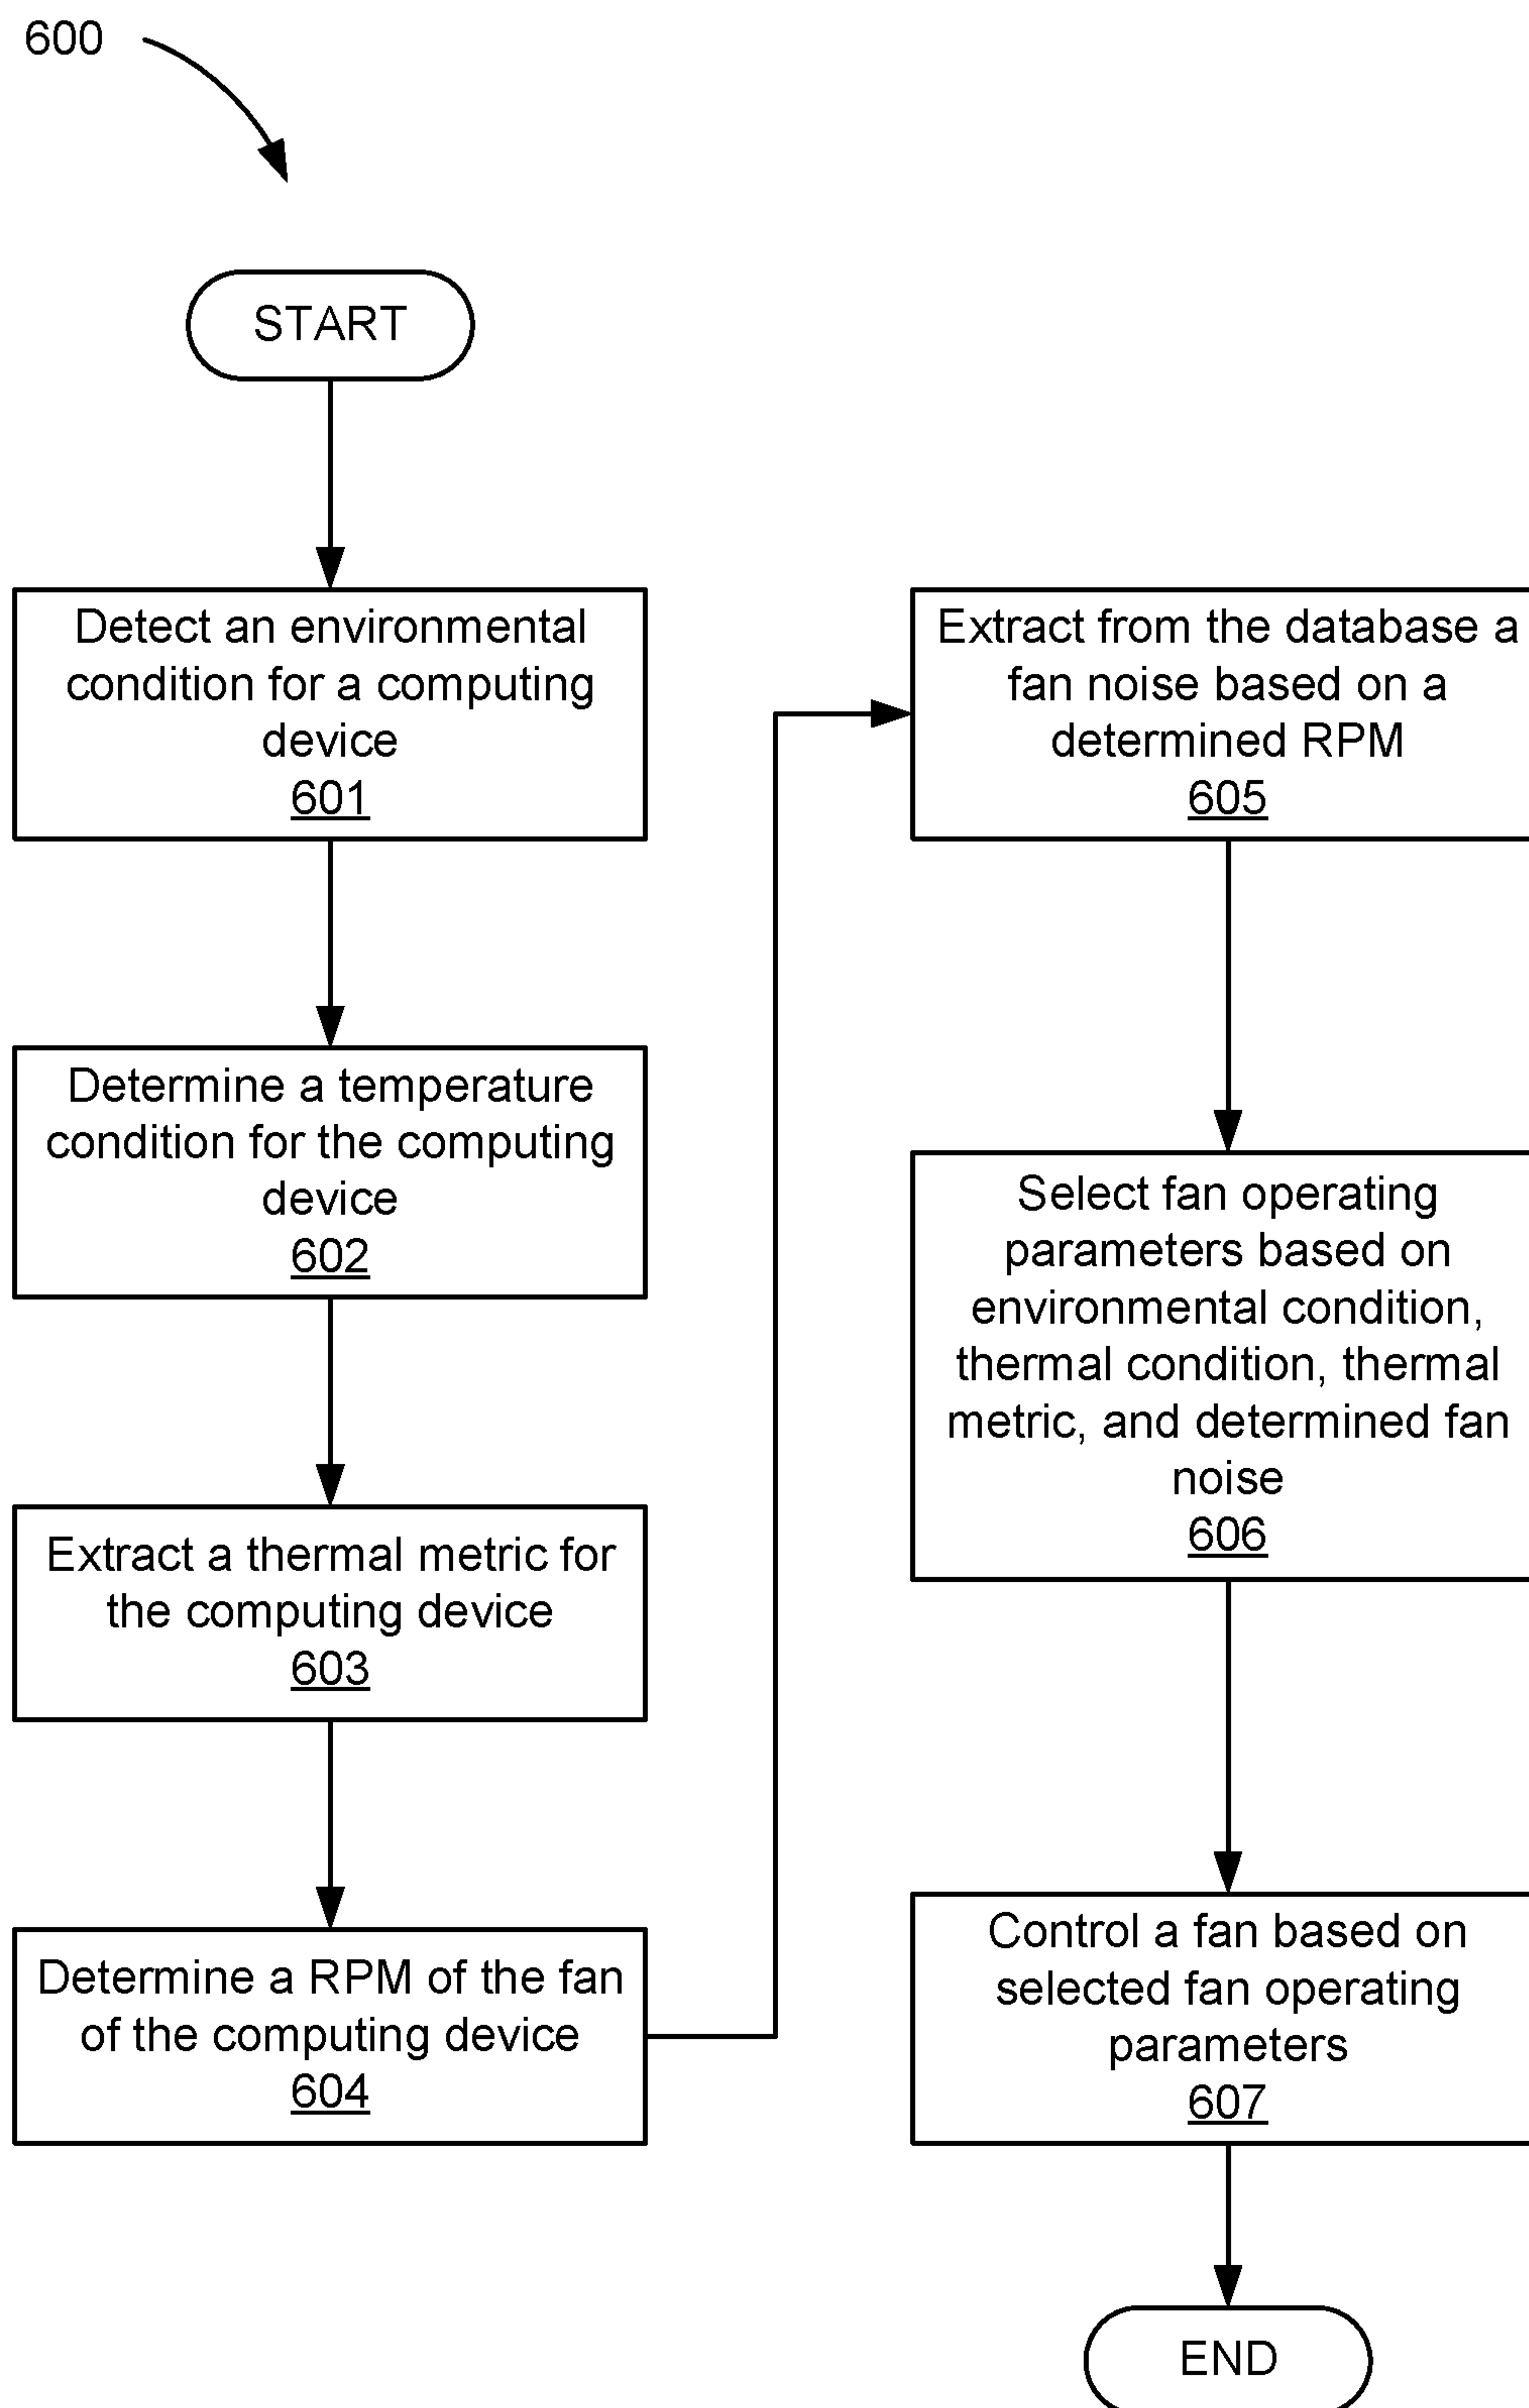 600
START
Detect an environmental
condition for a computing
device
601
Determine a temperature
condition for the computing
device
602
Extract a thermal metric for
the computing device
603
Determine a RPM of the fan
of the computing device
604
Extract from the database a
fan noise based on a
determined RPM
605
Select fan operating
parameters based on
environmental condition,
thermal condition, thermal
metric, and determined fan
noise
606
Control a fan based on
selected fan operating
parameters
607
END